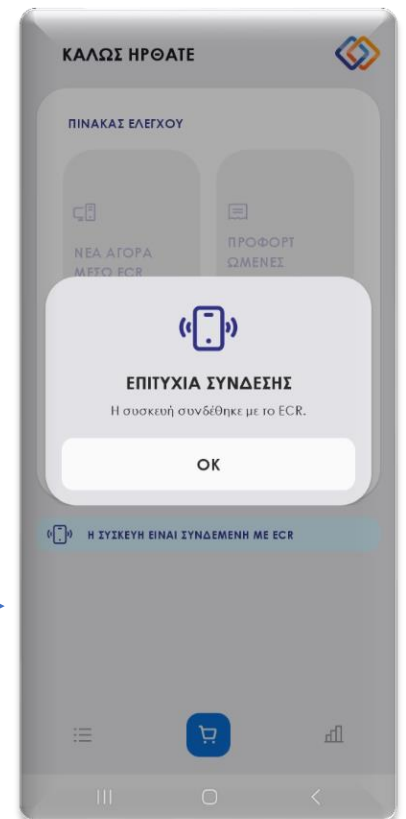 ΚΑΛΩΣ ΗΡΘΑΤΕ
ΠΙΝΑΚΑΣ ΕΛΕΓΧΟΥ
ΝΕΑ ΑΓΟΡΑ
ΜΕΣΟ ECR
ΠΡΟΦΟΡΤ
ΩΜΕΝΕΣ
ΕΠΙΤΥΧΙΑ ΣΥΝΔΕΣΗΣ
Η συσκευή συνδέθηκε με το ECR.
OK
Η ΣΥΣΚΕΥΗ ΕΙΝΑΙ ΣΥΝΔΕΜΕΝΗ ΜΕ ECR